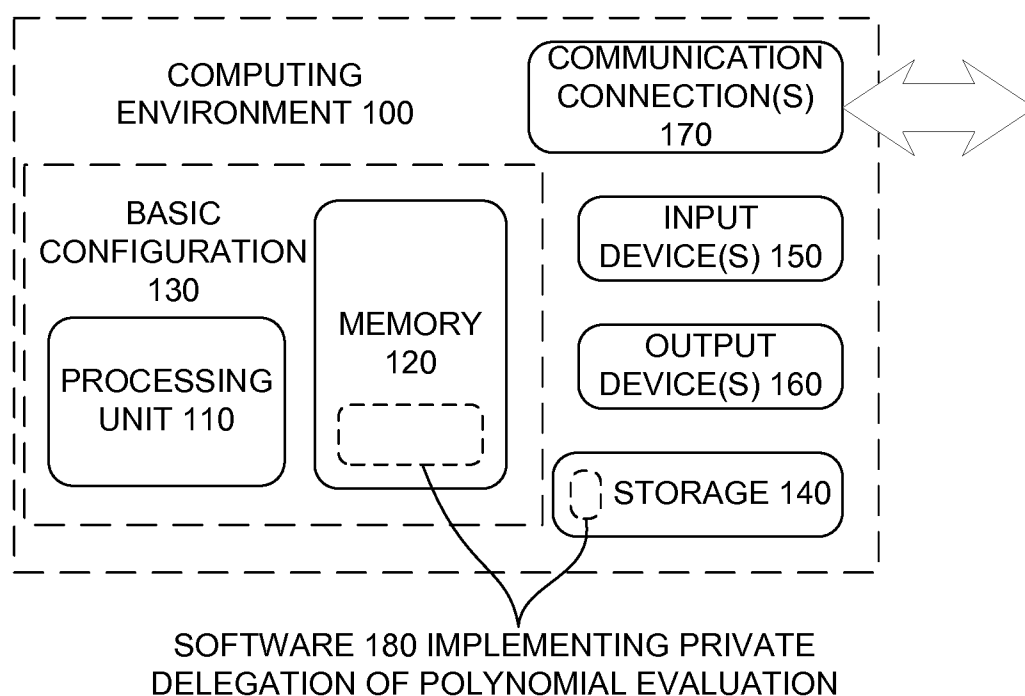 COMPUTING
ENVIRONMENT 100
COMMUNICATION
CONNECTION(S)
170
BASIC
CONFIGURATION
130
PROCESSING
UNIT 110
MEMORY
120
INPUT
DEVICE(S) 150
OUTPUT
DEVICE(S) 160
STORAGE 140
SOFTWARE 180 IMPLEMENTING PRIVATE
DELEGATION OF POLYNOMIAL EVALUATION